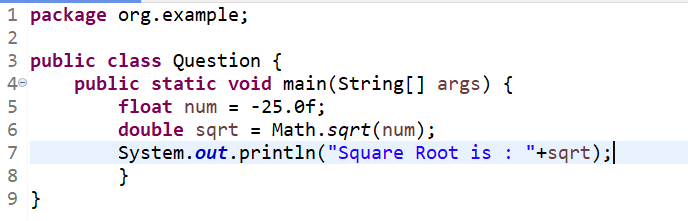 1 package org.example;
2
3 public class Question {
4 public static void main(String[] args) {
5 float num = -25.0f;
6 double sqrt = Math.sqrt(num);
7 System.out.println("Square Root is : "+sqrt);
8 }
9 }